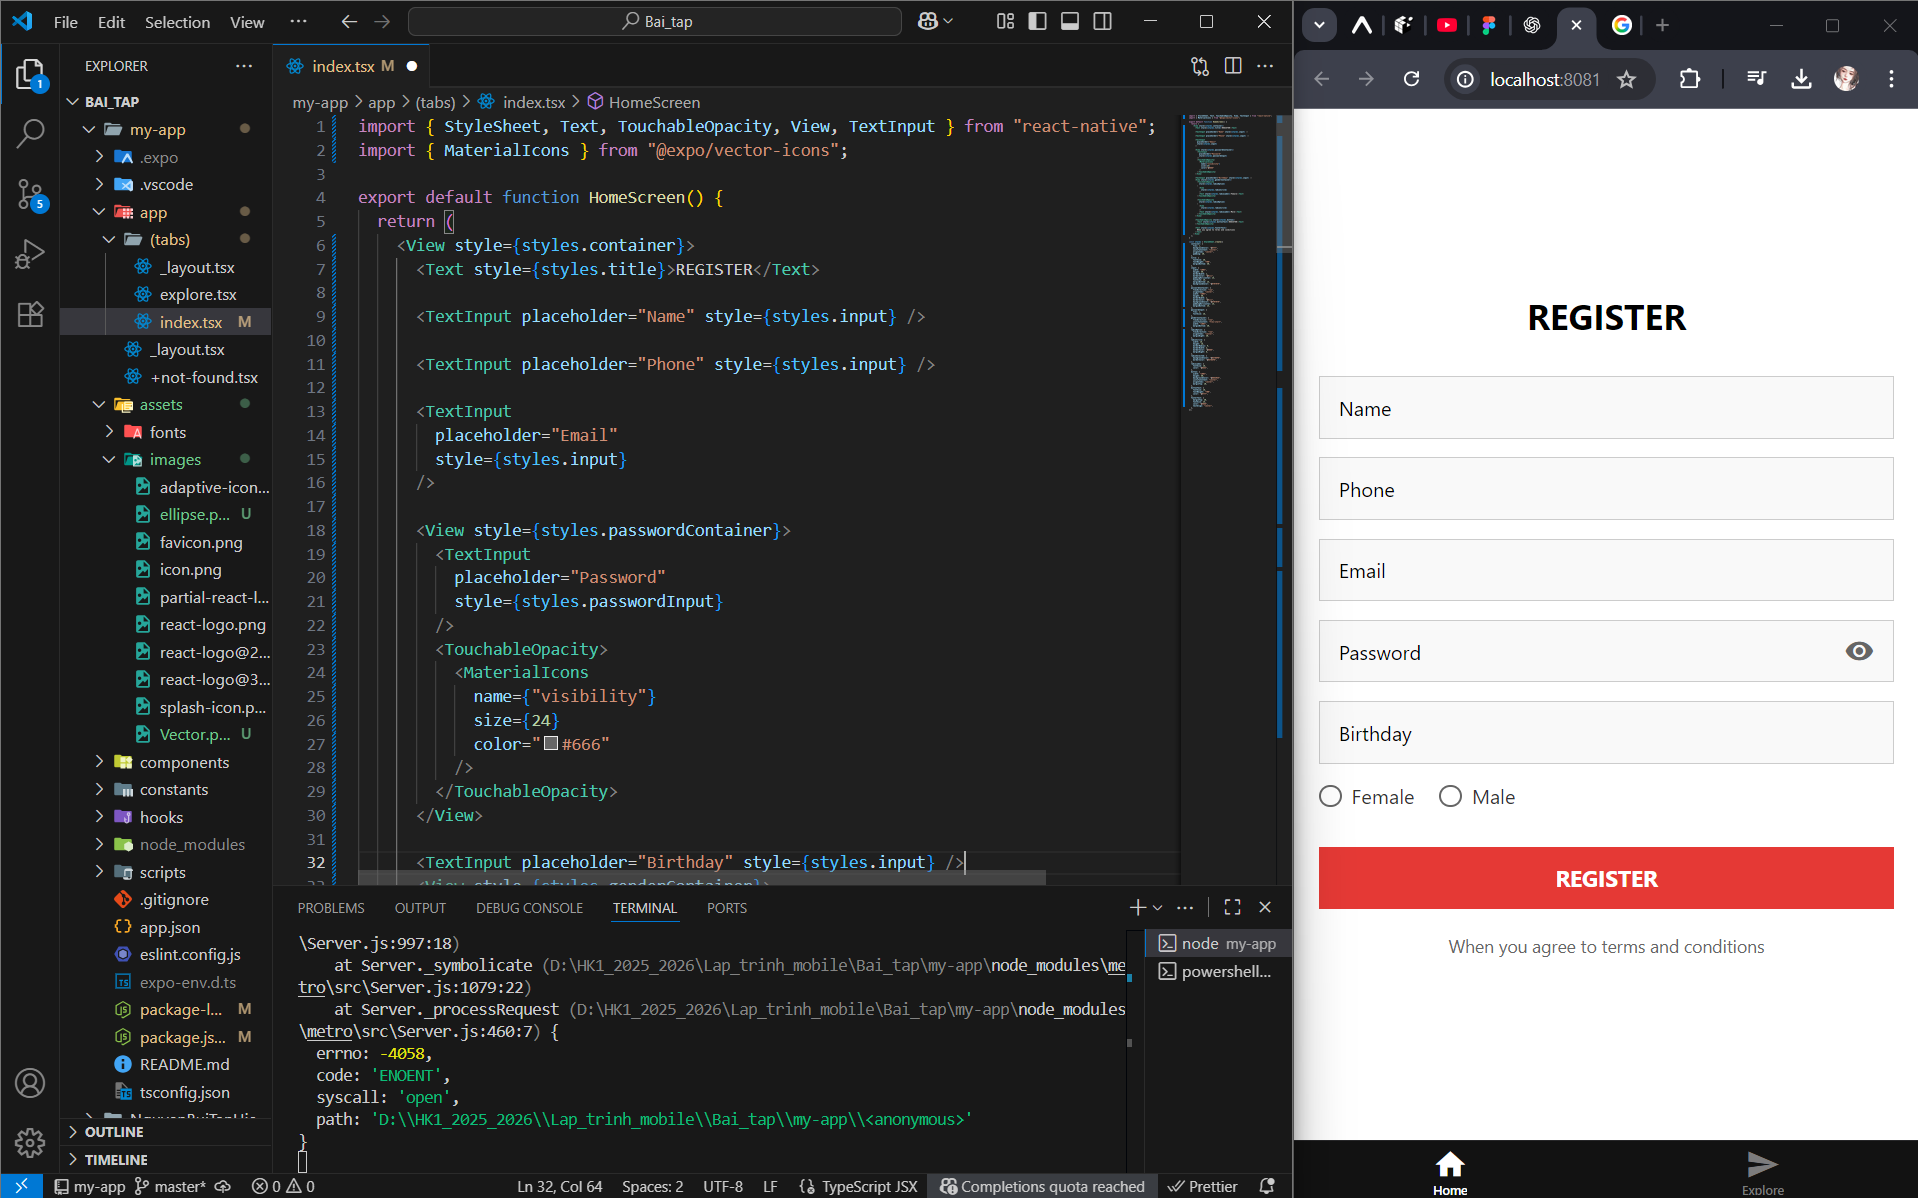 File Edit Selection View ···
Bai_tap
EXPLORER ···
BAI_TAP
my-app
.expo
.vscode
app
(tabs)
_layout.tsx
explore.tsx
index.tsx M
_layout.tsx
+not-found.tsx
assets
fonts
images
adaptive-icon...
ellipse.p... U
favicon.png
icon.png
partial-react-l...
react-logo.png
react-logo@2...
react-logo@3...
splash-icon.p...
Vector.p... U
components
constants
hooks
node_modules
scripts
.gitignore
app.json
eslint.config.js
expo-env.d.ts
package-l... M
package.js... M
README.md
tsconfig.json
OUTLINE
TIMELINE
1
5
index.tsx M
my-app > app > (tabs) > index.tsx > HomeScreen
1 import { StyleSheet, Text, TouchableOpacity, View, TextInput } from "react-native";
2 import { MaterialIcons } from "@expo/vector-icons";
3
4 export default function HomeScreen() {
5 return (
6 <View style={styles.container}>
7 <Text style={styles.title}>REGISTER</Text>
8
9 <TextInput placeholder="Name" style={styles.input} />
10
11 <TextInput placeholder="Phone" style={styles.input} />
12
13 <TextInput
14 placeholder="Email"
15 style={styles.input}
16 />
17
18 <View style={styles.passwordContainer}>
19 <TextInput
20 placeholder="Password"
21 style={styles.passwordInput}
22 />
23 <TouchableOpacity>
24 <MaterialIcons
25 name={"visibility"}
26 size={24}
27 color="#666"
28 />
29 </TouchableOpacity>
30 </View>
31
32 <TextInput placeholder="Birthday" style={styles.input} />
PROBLEMS OUTPUT DEBUG CONSOLE TERMINAL PORTS
\Server.js:997:18)
at Server._symbolicate (D:\HK1_2025_2026\Lap_trinh_mobile\Bai_tap\my-app\node_modules\me
tro\src\Server.js:1079:22)
at Server._processRequest (D:\HK1_2025_2026\Lap_trinh_mobile\Bai_tap\my-app\node_modules
\metro\src\Server.js:460:7) {
errno: -4058,
code: 'ENOENT',
syscall: 'open',
path: 'D:\\HK1_2025_2026\\Lap_trinh_mobile\\Bai_tap\\my-app\\<anonymous>'
}
node my-app
powershell...
my-app master* 0 0 Ln 32, Col 64 Spaces: 2 UTF-8 LF TypeScript JSX Completions quota reached Prettier
localhost:8081
REGISTER
Name
Phone
Email
Password
Birthday
Female Male
REGISTER
When you agree to terms and conditions
Home Explore